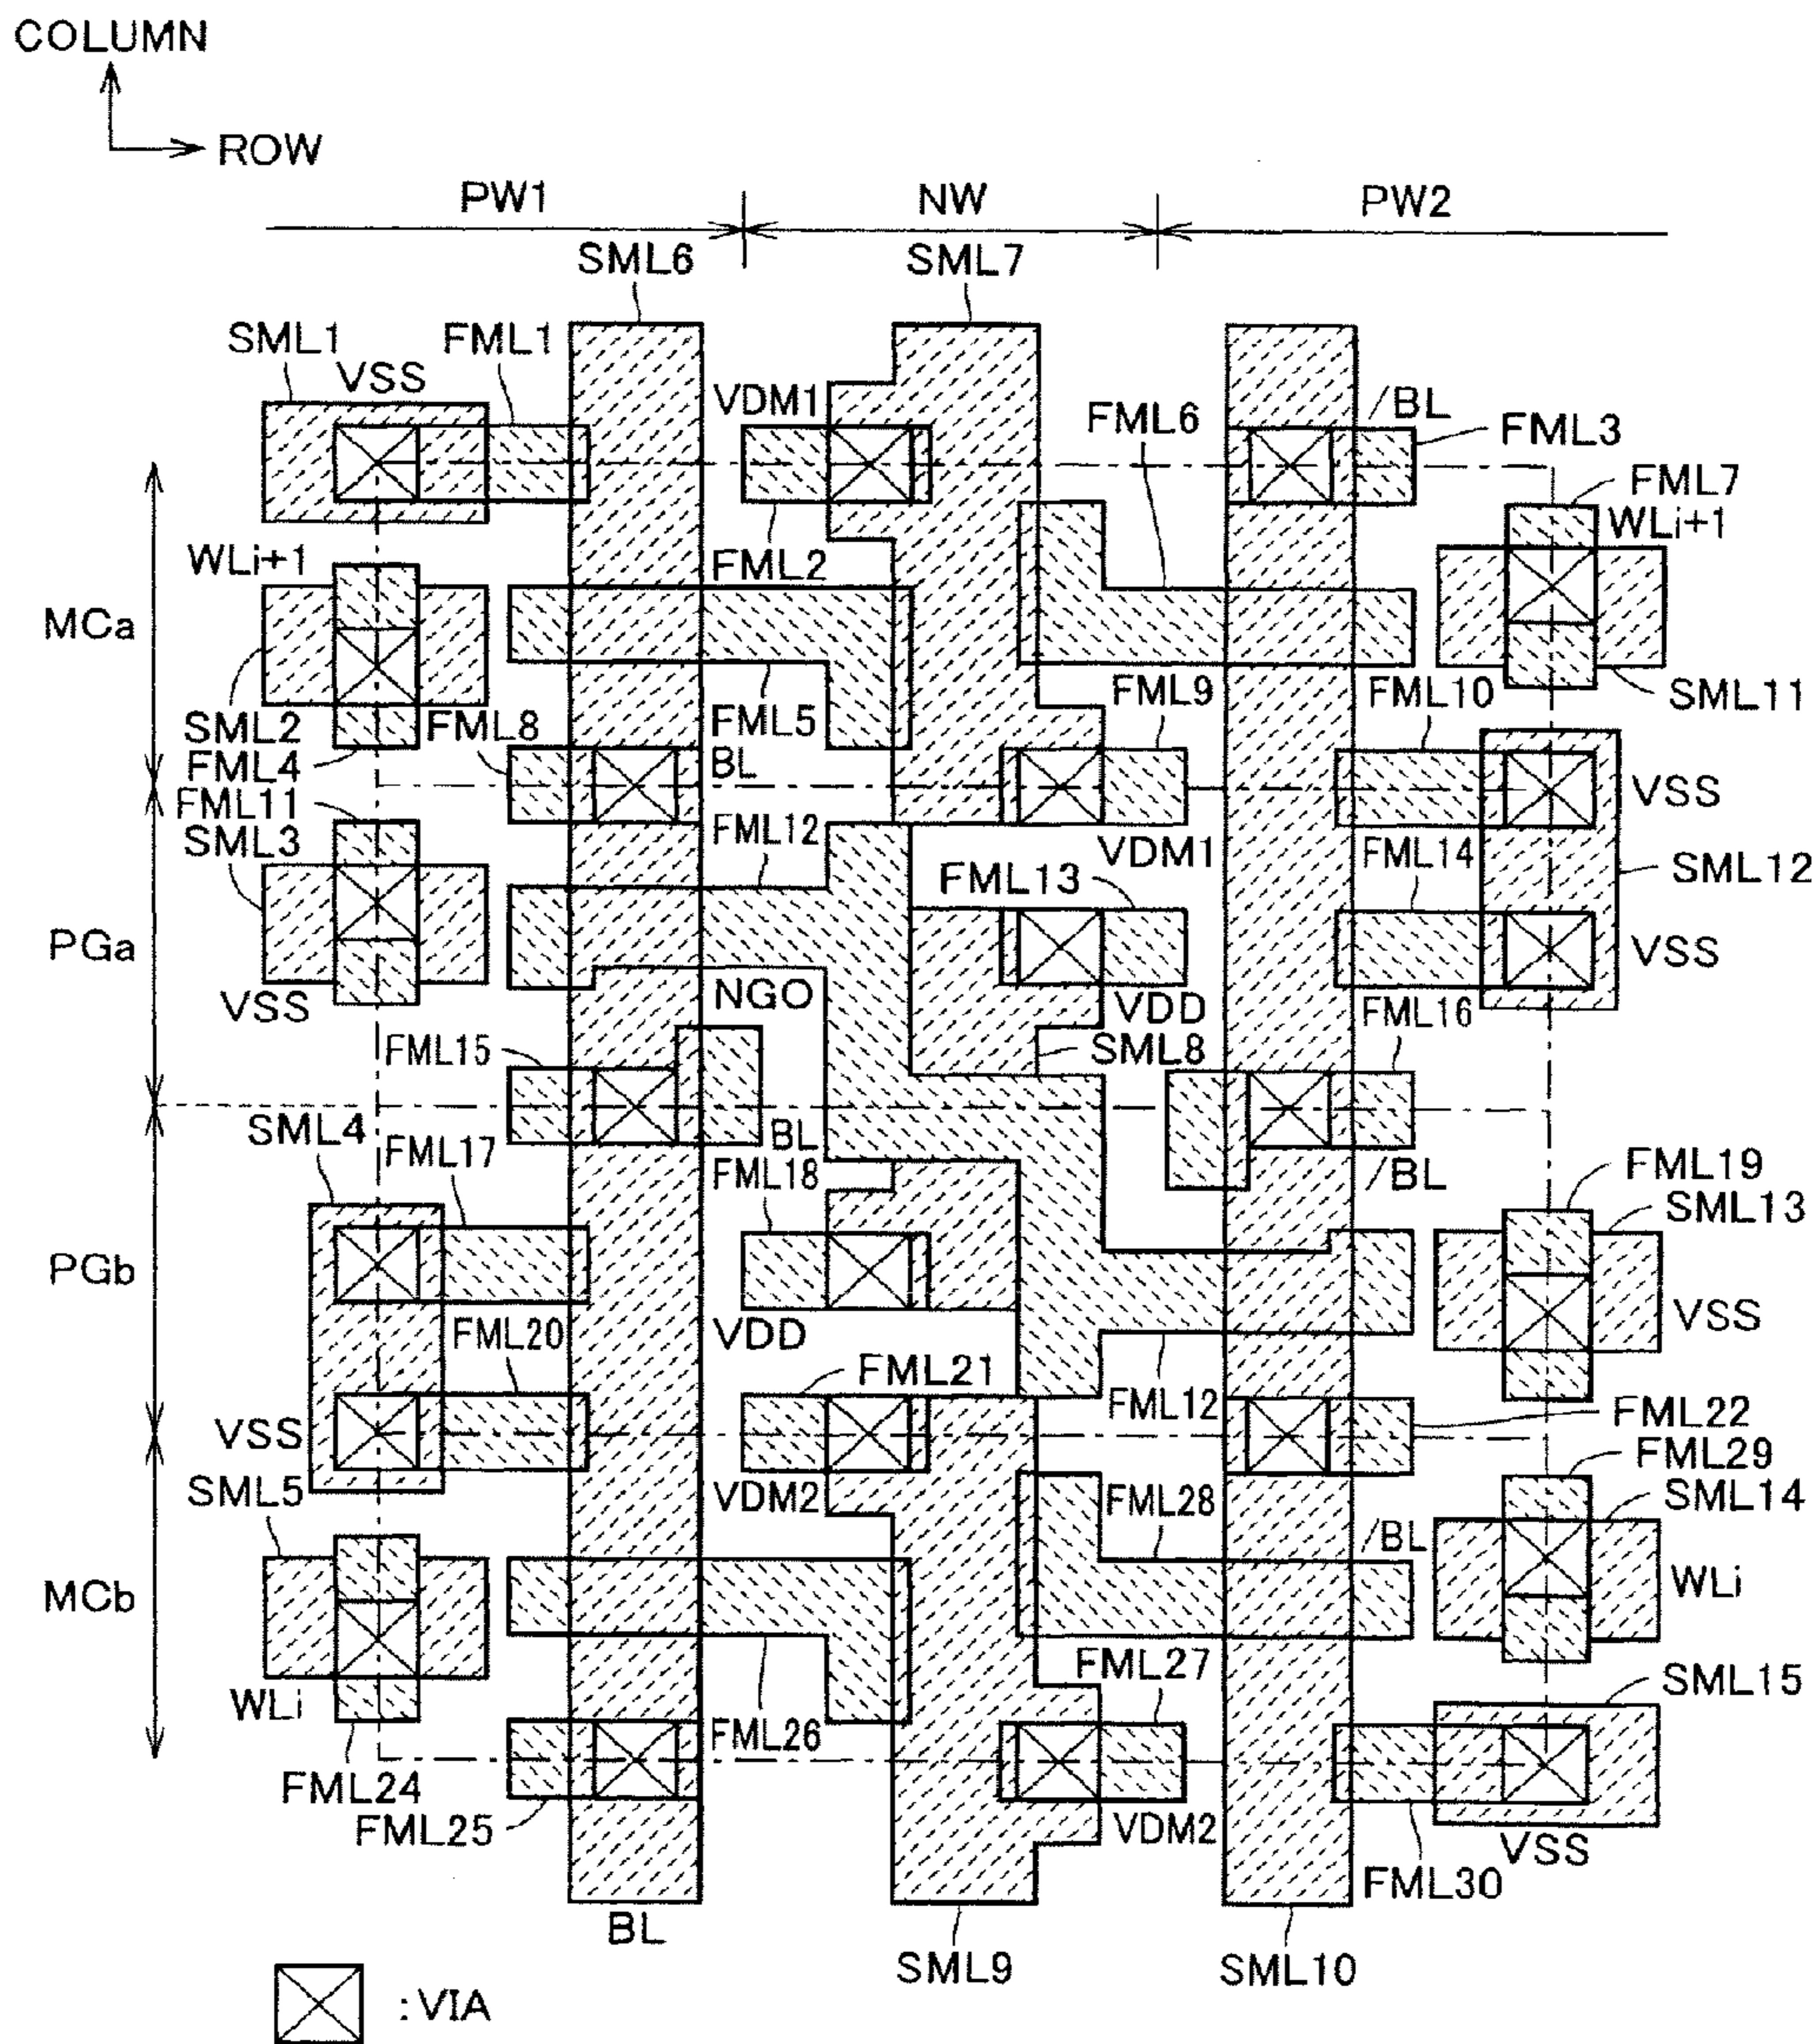 COLUMN
ROW
PW1
NW
PW2
SML6
SML7
SML1
FML1
VSS
VDM1
FML6
/BL
FML3
FML7
WLi+1
WLi+1
FML2
MCa
SML2
FML4
FML8
FML5
BL
FML9
FML10
SML11
VSS
FML11
SML3
FML12
VDM1
FML14
SML12
FML13
PGa
VSS
VSS
NGO
VDD
FML16
FML15
SML8
SML4
FML17
BL
FML18
/BL
FML19
SML13
PGb
FML20
VDD
VSS
FML21
FML12
FML22
VSS
FML29
SML5
VDM2
FML28
SML14
/BL
MCb
WLi
FML27
SML15
WLi
FML26
FML24
FML25
VDM2
VSS
FML30
BL
SML9
SML10
: VIA